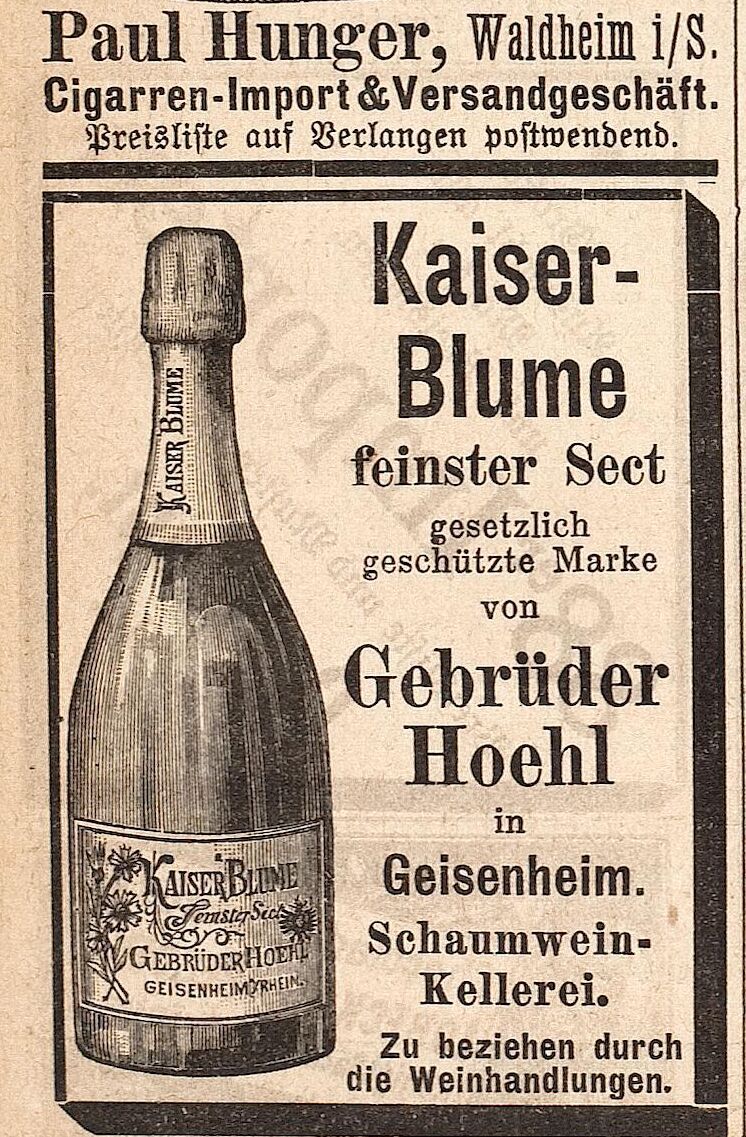 Paul Hunger, Waldheim i/S.
Cigarren-Import & Versandgeschäft.
Preisliste auf Verlangen postwendend.
Kaiser-
Blume
feinster Sect
gesetzlich
geschützte Marke
von
Gebrüder
Hoehl
in
Geisenheim.
Schaumwein-
Kellerei.
Zu beziehen durch
die Weinhandlungen.
KAISER BLUME
KAISER BLUME
Feinster Sect
GEBRÜDER HOEHL
GEISENHEIM A/RHEIN.